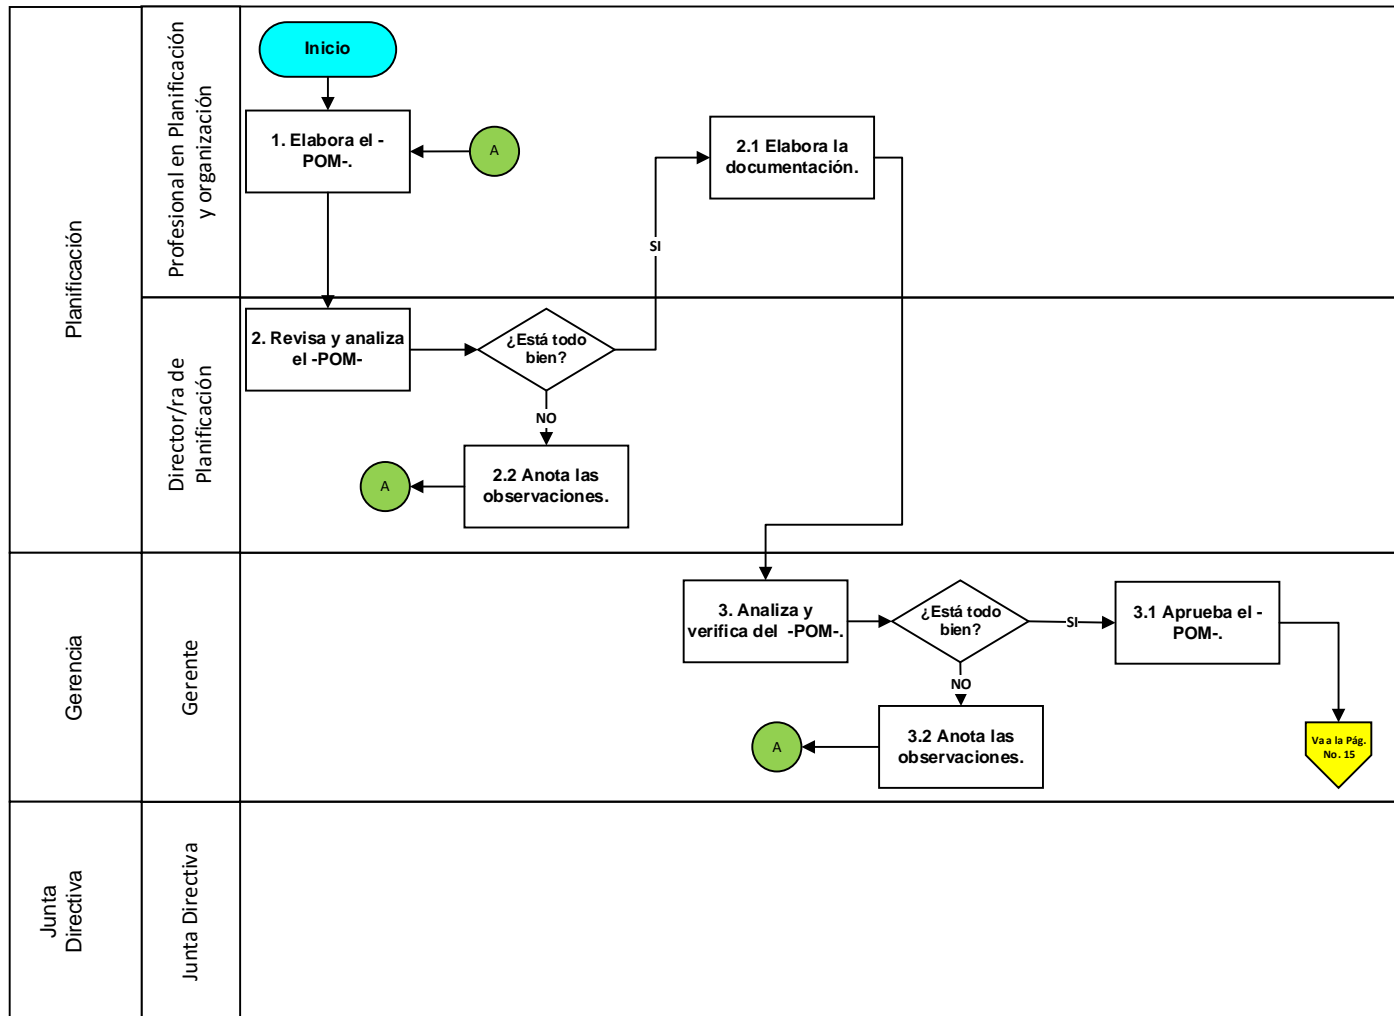 Planificación
Profesional en Planificación
y organización
Inicio
1. Elabora el -
POM-.
A
2.1 Elabora la
documentación.
SI
Director/ra de
Planificación
2. Revisa y analiza
el -POM-
¿Está todo
bien?
NO
2.2 Anota las
observaciones.
A
Gerencia
Gerente
3. Analiza y
verifica del -POM-.
¿Está todo
bien?
SI
3.1 Aprueba el -
POM-.
NO
3.2 Anota las
observaciones.
A
Va a la Pág.
No. 15
Junta
Directiva
Junta Directiva